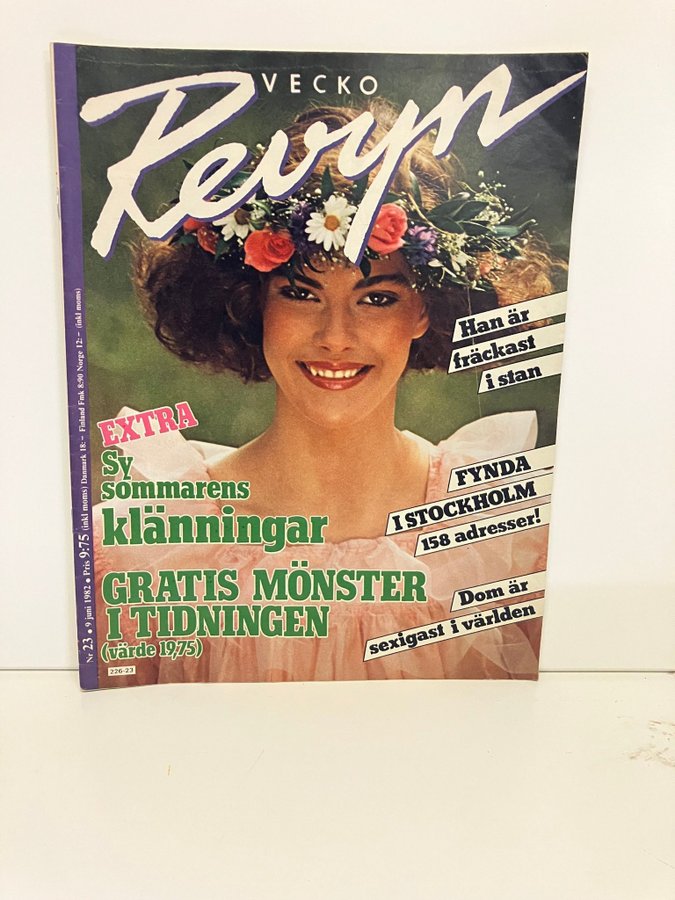 VECKO
Revyn
Han är
fräckast
i stan
EXTRA
Sy
sommarens
klänningar
FYNDA
I STOCKHOLM
158 adresser!
GRATIS MÖNSTER
I TIDNINGEN
(värde 19,75)
Dom är
sexigast i världen
226-23
Nr 23 • 9 juni 1982 • Pris 9:75 (inkl moms) Danmark 18:- Finland Fmk 8:90 Norge 12:- (inkl moms)